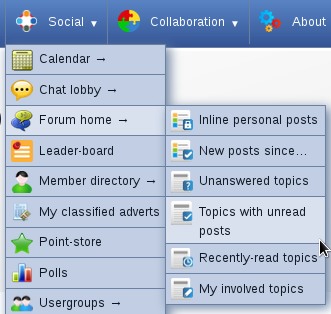 Social ▼ Collaboration ▼ About
Calendar →
Chat lobby →
Forum home →
Leader-board
Member directory →
My classified adverts
Point-store
Polls
Usergroups →
Inline personal posts
New posts since...
Unanswered topics
Topics with unread
posts
Recently-read topics
My involved topics